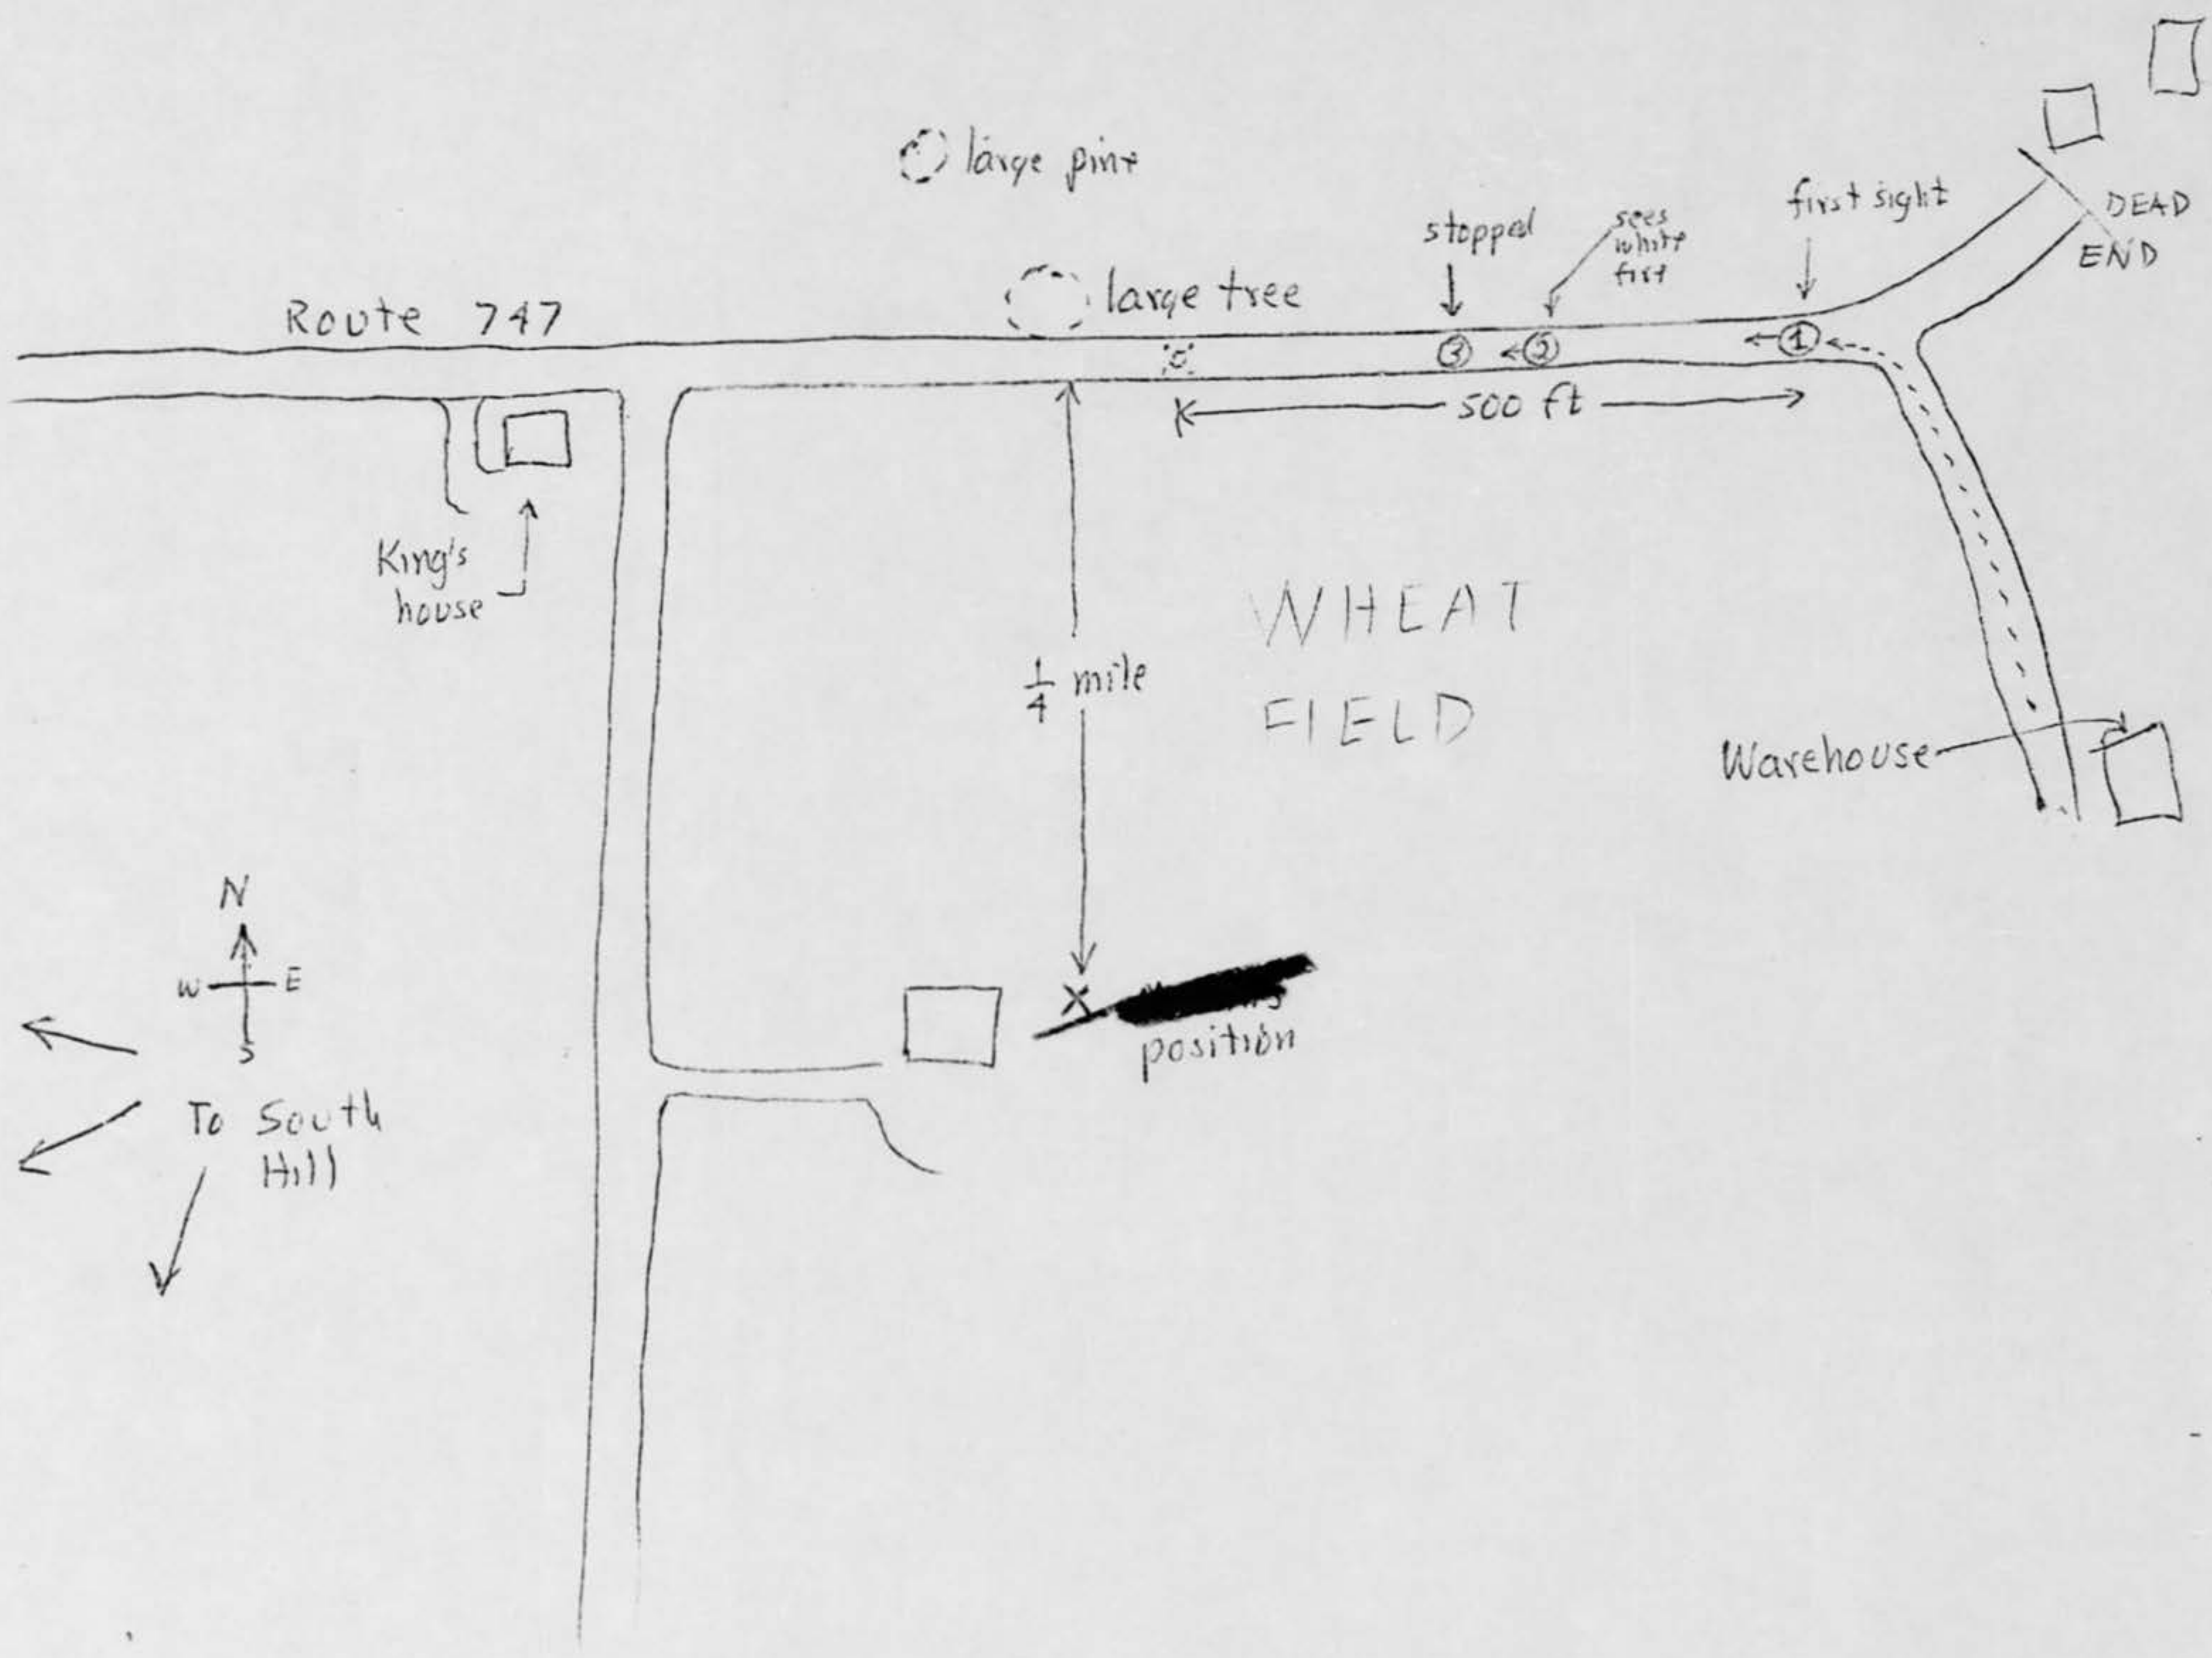 large pine
first sight
sees
white
first
stopped
DEAD
END
large tree
Route 747
3
2
1
500 ft
King's
house
WHEAT
FIELD
1/4 mile
Warehouse
N
W E
S
X
position
To South
Hill